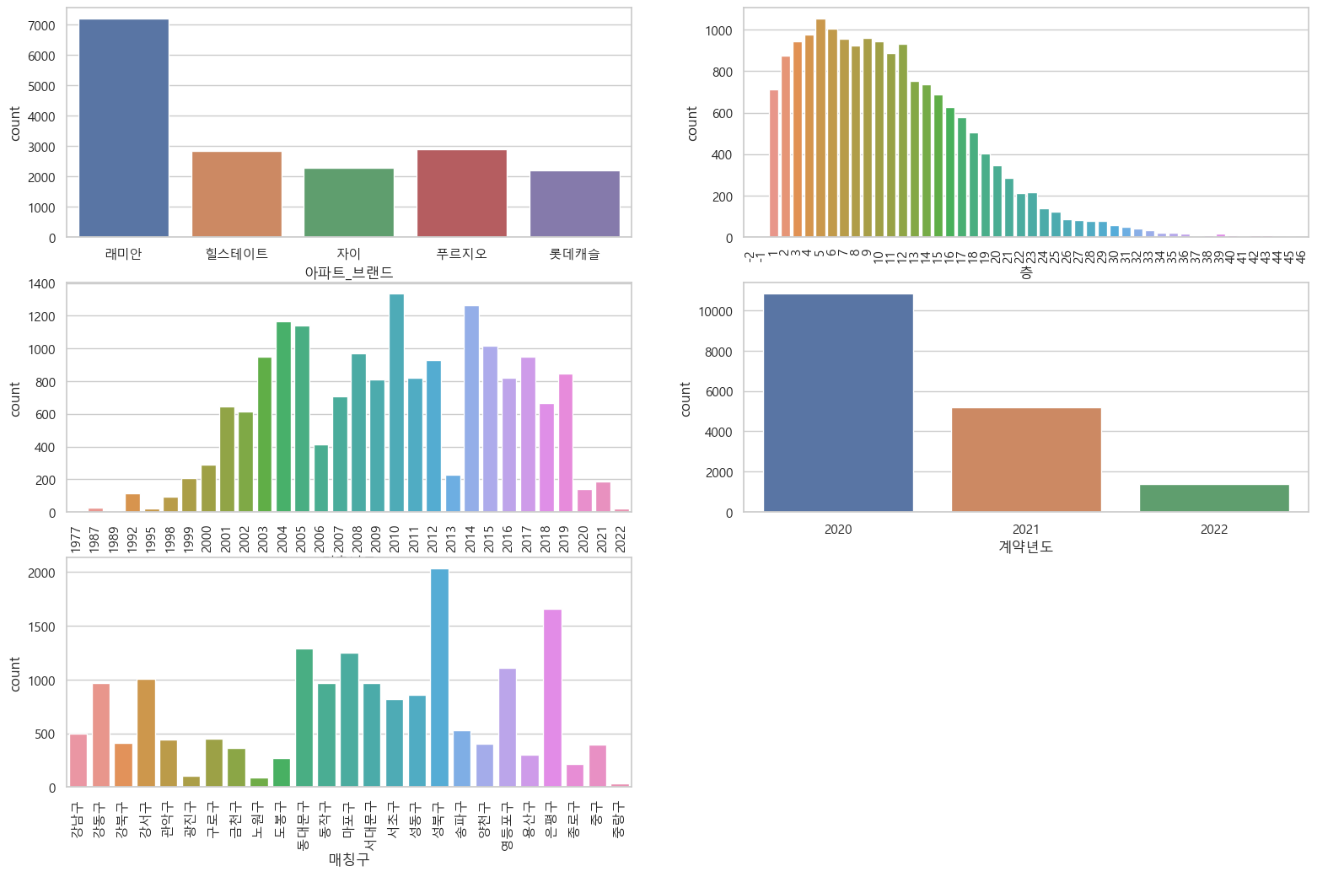 7000
6000
5000
4000
3000
2000
1000
0
count
래미안 힐스테이트 자이 푸르지오 롯데캐슬
아파트_브랜드
1000
800
600
400
200
0
count
-2 -1 1 2 3 4 5 6 7 8 9 10 11 12 13 14 15 16 17 18 19 20 21 22 23 24 25 26 27 28 29 30 31 32 33 34 35 36 37 38 39 40 41 42 43 44 45 46
층
1400
1200
1000
800
600
400
200
0
count
1977 1987 1989 1992 1995 1998 1999 2000 2001 2002 2003 2004 2005 2006 2007 2008 2009 2010 2011 2012 2013 2014 2015 2016 2017 2018 2019 2020 2021 2022
10000
8000
6000
4000
2000
0
count
2020 2021 2022
계약년도
2000
1500
1000
500
0
count
강남구 강동구 강북구 강서구 관악구 광진구 구로구 금천구 노원구 도봉구 동대문구 동작구 마포구 서대문구 서초구 성동구 성북구 송파구 양천구 영등포구 용산구 은평구 종로구 중구 중랑구
매칭구